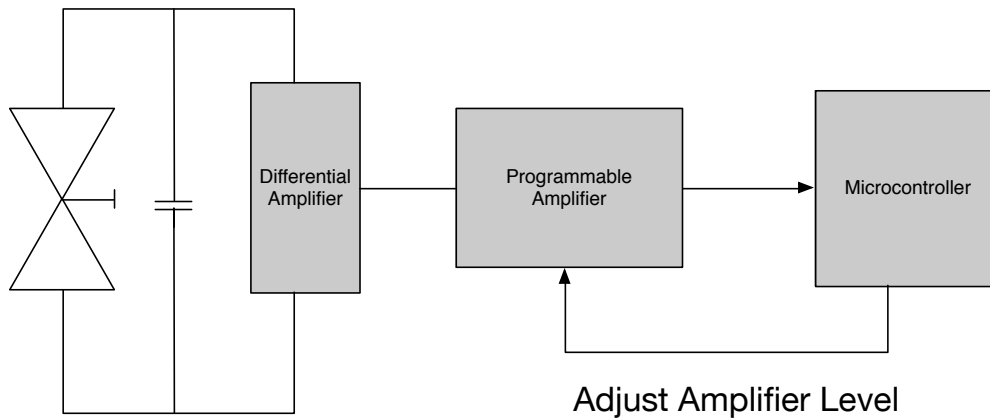 Differential
Amplifier
Programmable
Amplifier
Microcontroller
Adjust Amplifier Level